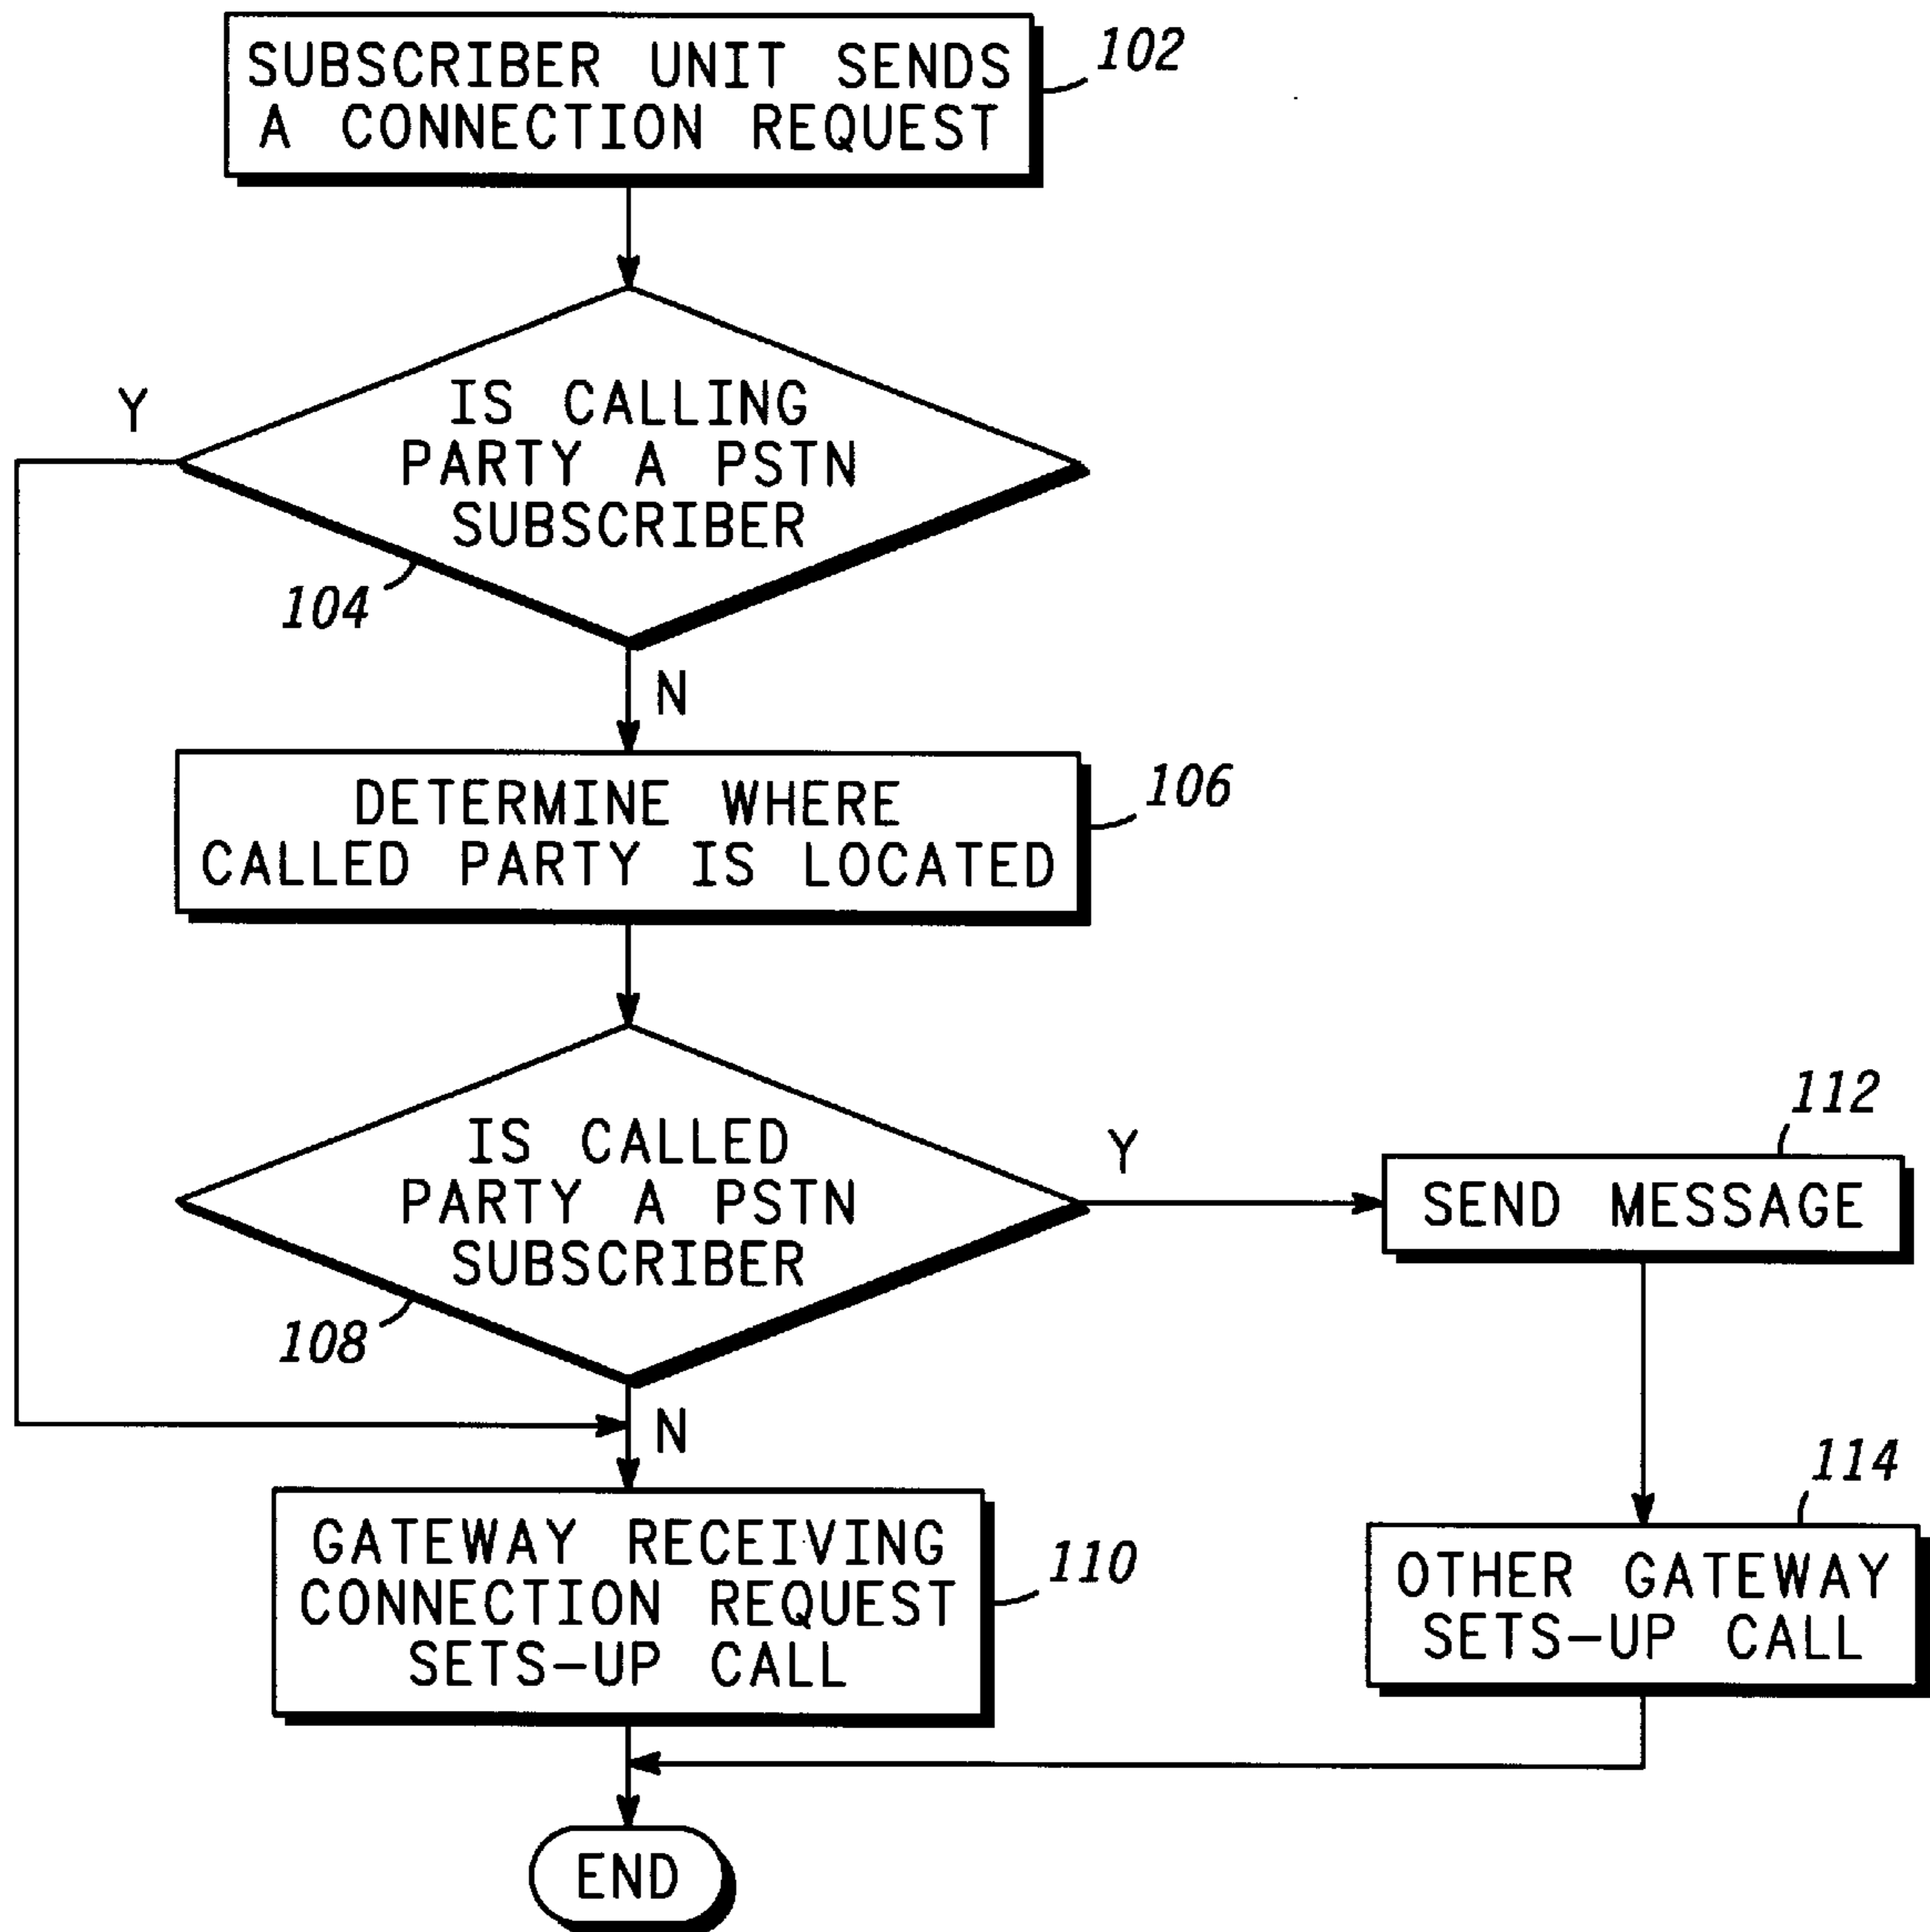 SUBSCRIBER UNIT SENDS
A CONNECTION REQUEST
102
Y
IS CALLING
PARTY A PSTN
SUBSCRIBER
104
N
DETERMINE WHERE
CALLED PARTY IS LOCATED
106
IS CALLED
PARTY A PSTN
SUBSCRIBER
Y
108
112
SEND MESSAGE
N
GATEWAY RECEIVING
CONNECTION REQUEST
SETS-UP CALL
110
114
OTHER GATEWAY
SETS-UP CALL
END